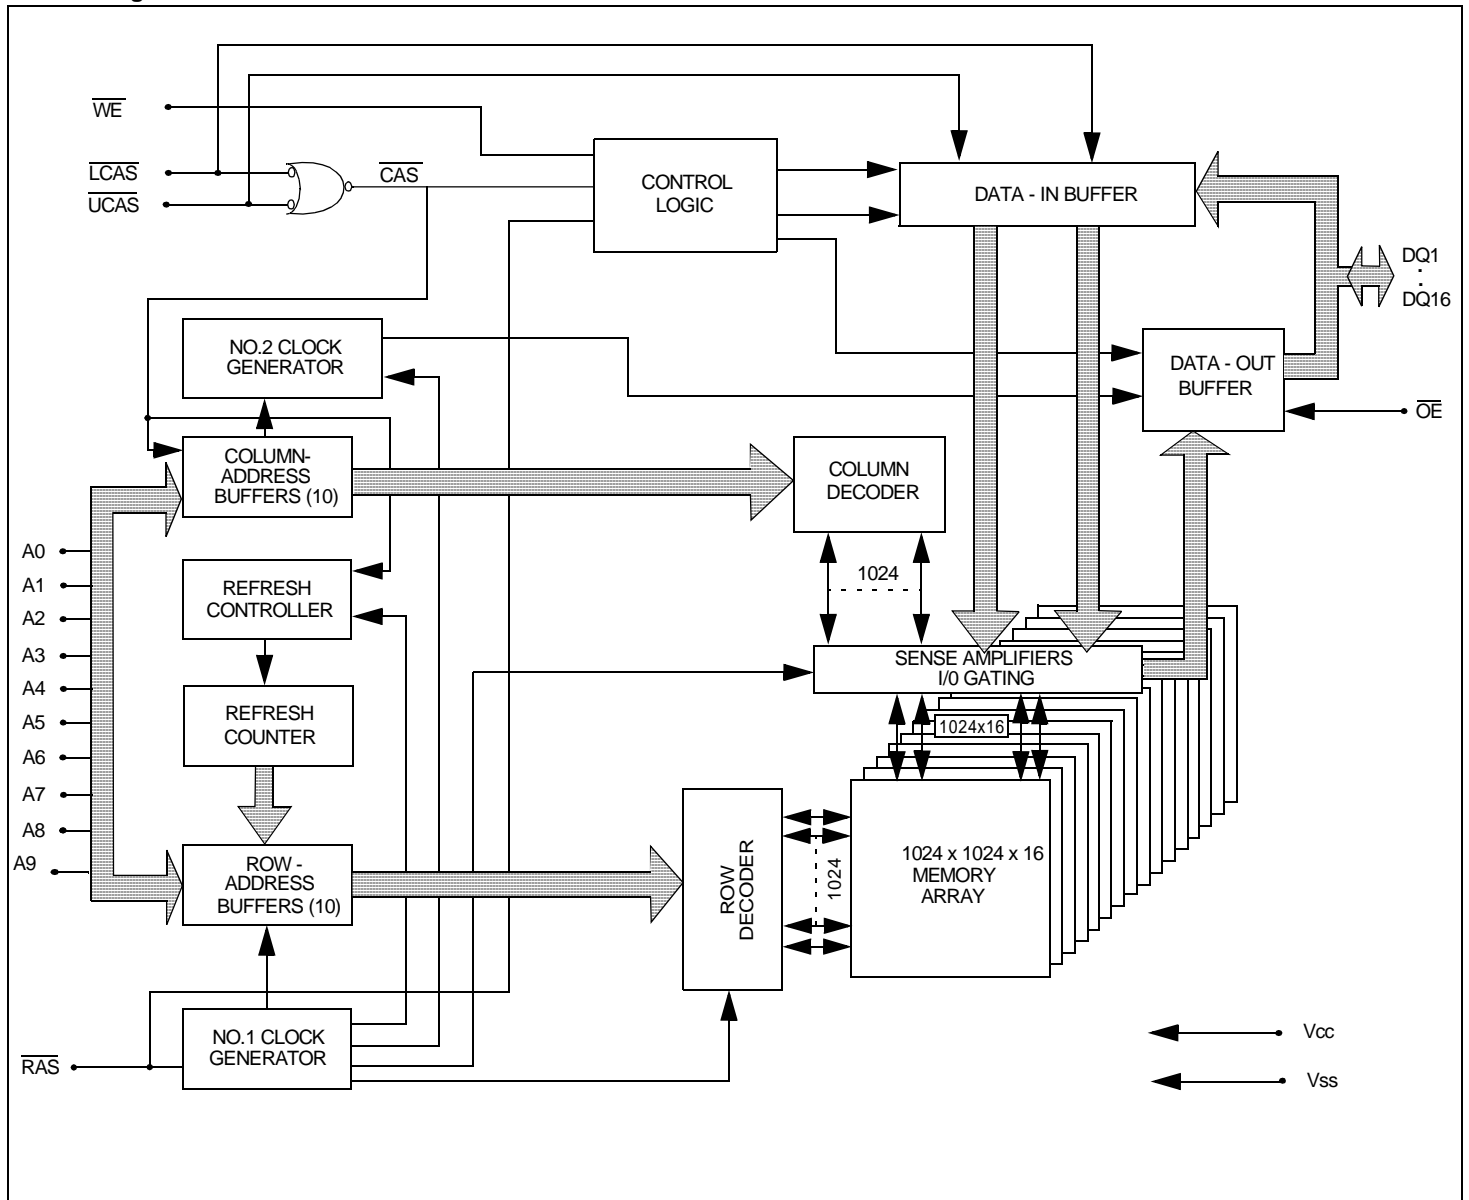 WE
LCAS
UCAS
CAS
CONTROL
LOGIC
DATA - IN BUFFER
DQ1
.
.
DQ16
NO.2 CLOCK
GENERATOR
DATA - OUT
BUFFER
OE
COLUMN-
ADDRESS
BUFFERS (10)
COLUMN
DECODER
A0
A1
A2
A3
A4
A5
A6
A7
A8
A9
REFRESH
CONTROLLER
1024
SENSE AMPLIFIERS
I/0 GATING
REFRESH
COUNTER
1024x16
ROW -
ADDRESS
BUFFERS (10)
ROW
DECODER
1024
1024 x 1024 x 16
MEMORY
ARRAY
RAS
NO.1 CLOCK
GENERATOR
Vcc
Vss